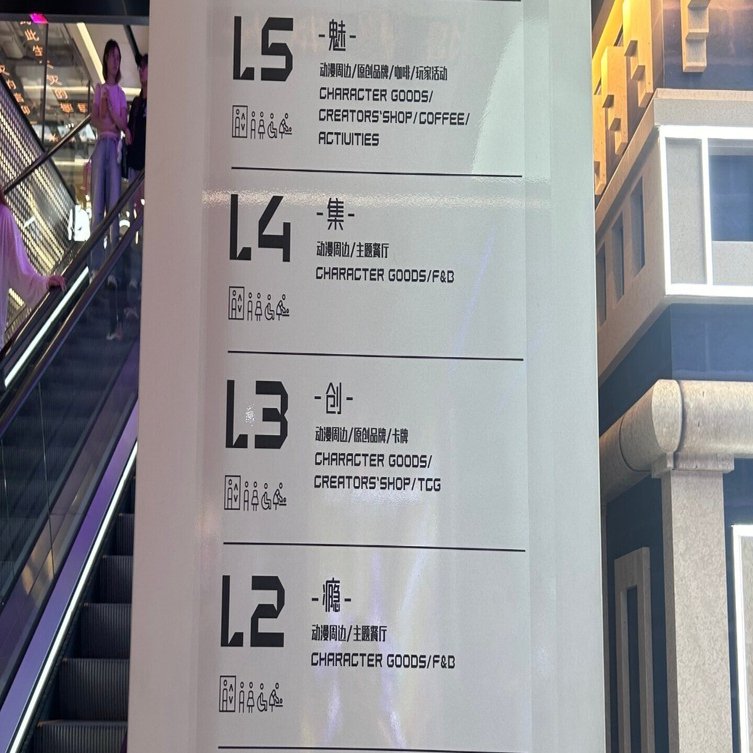 L5
-魅-
动漫周边/原创品牌/咖啡/玩家活动
CHARACTER GOODS/
CREATORS'SHOP/COFFEE/
ACTIVITIES
L4
-集-
动漫周边/主题餐厅
CHARACTER GOODS/F&B
L3
-创-
动漫周边/原创品牌/卡牌
CHARACTER GOODS/
CREATORS'SHOP/TCG
L2
-瘾-
动漫周边/主题餐厅
CHARACTER GOODS/F&B